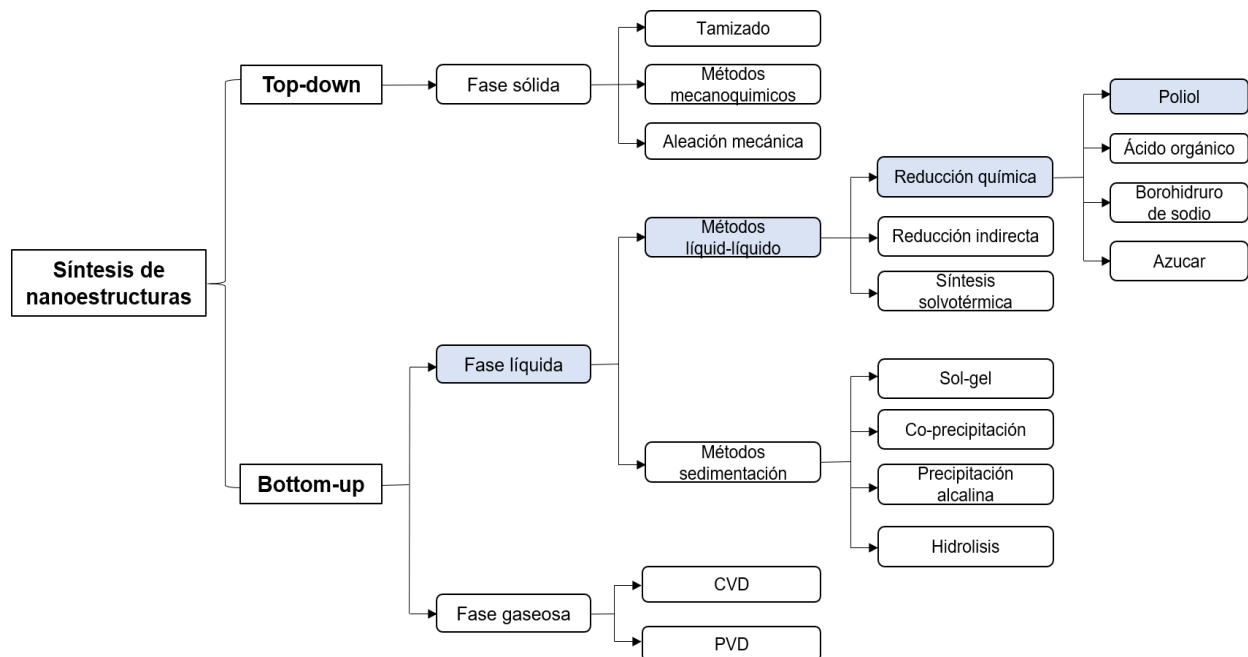 Síntesis de
nanoestructuras
Top-down
Bottom-up
Fase sólida
Fase líquida
Fase gaseosa
Tamizado
Métodos
mecanoquimicos
Aleación mecánica
Métodos
líquid-líquido
Métodos
sedimentación
CVD
PVD
Reducción química
Reducción indirecta
Síntesis
solvotérmica
Sol-gel
Co-precipitación
Precipitación
alcalina
Hidrolisis
Poliol
Ácido orgánico
Borohidruro
de sodio
Azucar